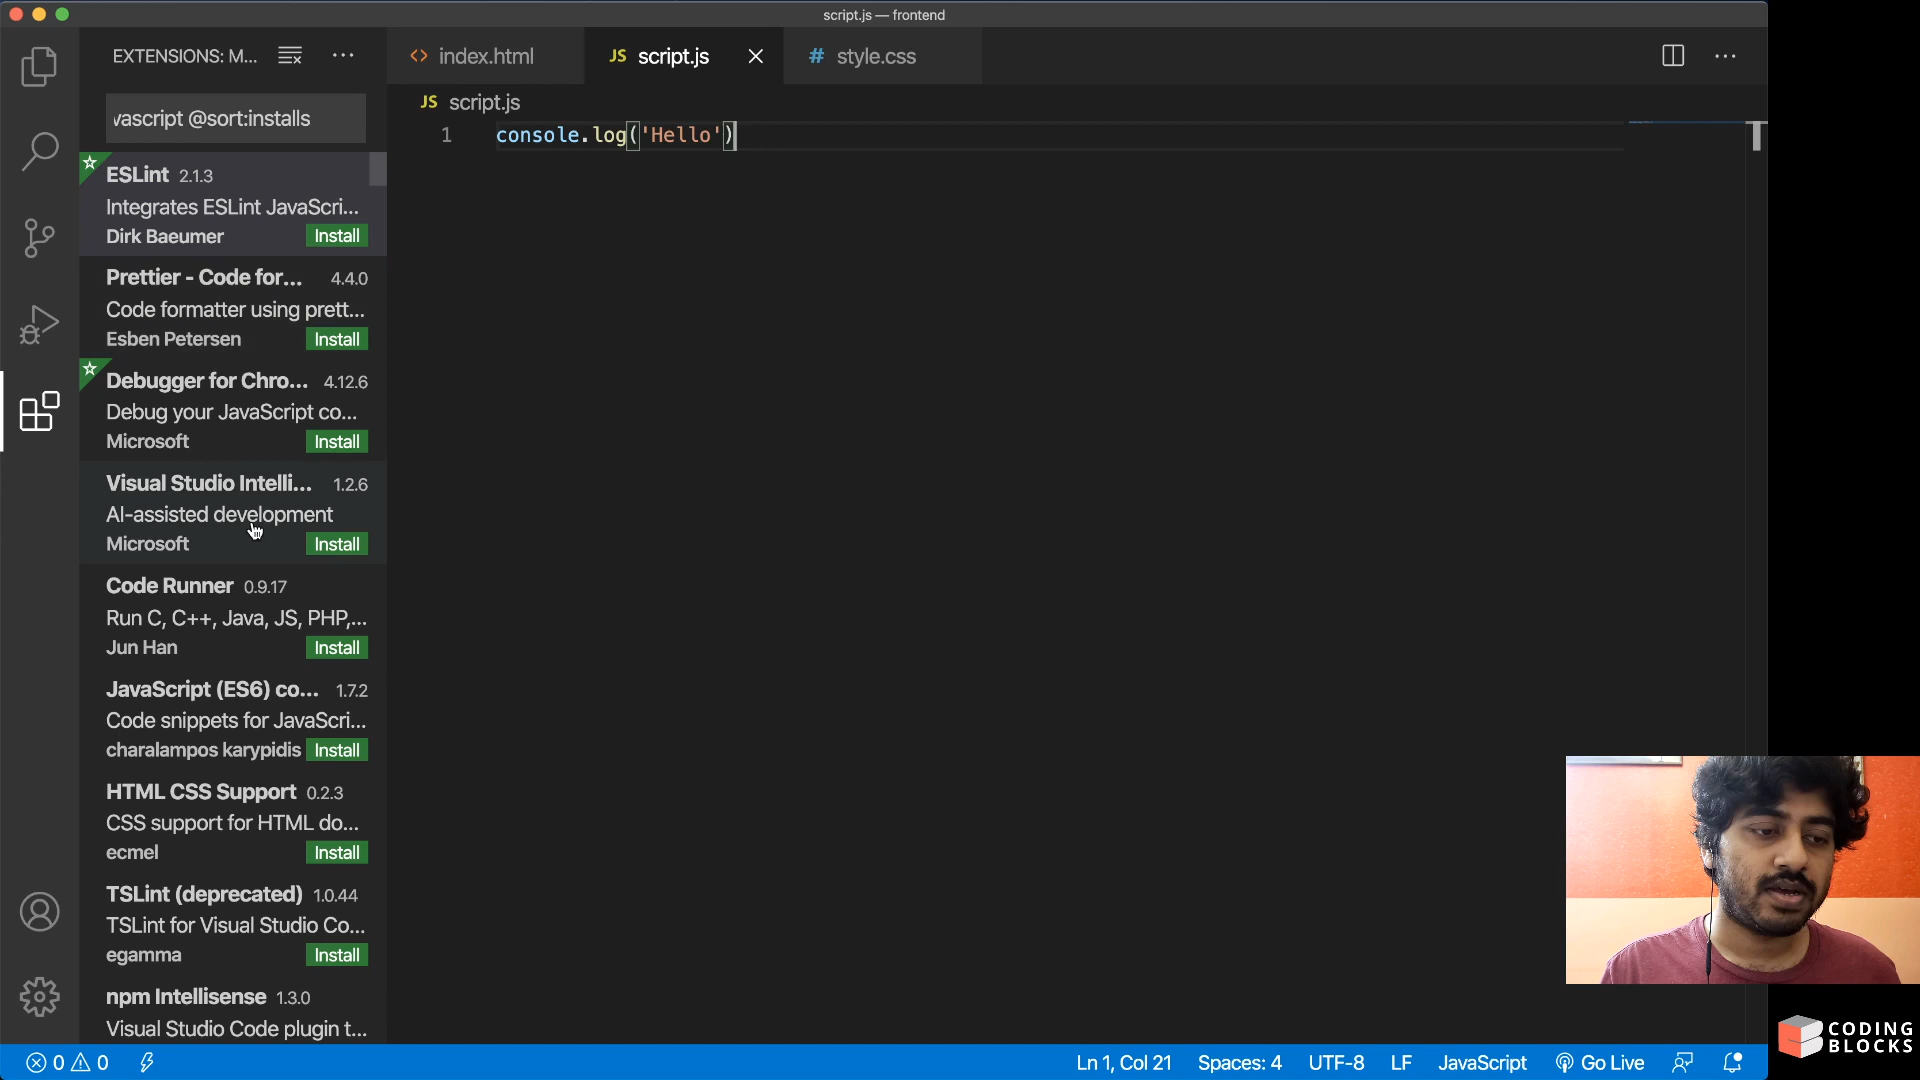 script.js — frontend
EXTENSIONS: M...
vascript @sort:installs
ESLint 2.1.3
Integrates ESLint JavaScri...
Dirk Baeumer Install
Prettier - Code for... 4.4.0
Code formatter using prett...
Esben Petersen Install
Debugger for Chro... 4.12.6
Debug your JavaScript co...
Microsoft Install
Visual Studio Intelli... 1.2.6
AI-assisted development
Microsoft Install
Code Runner 0.9.17
Run C, C++, Java, JS, PHP,...
Jun Han Install
JavaScript (ES6) co... 1.7.2
Code snippets for JavaScri...
charalampos karypidis Install
HTML CSS Support 0.2.3
CSS support for HTML do...
ecmel Install
TSLint (deprecated) 1.0.44
TSLint for Visual Studio Co...
egamma Install
npm Intellisense 1.3.0
Visual Studio Code plugin t...
<> index.html JS script.js # style.css
JS script.js
1 console.log('Hello')
0 0 Ln 1, Col 21 Spaces: 4 UTF-8 LF JavaScript Go Live
CODING
BLOCKS